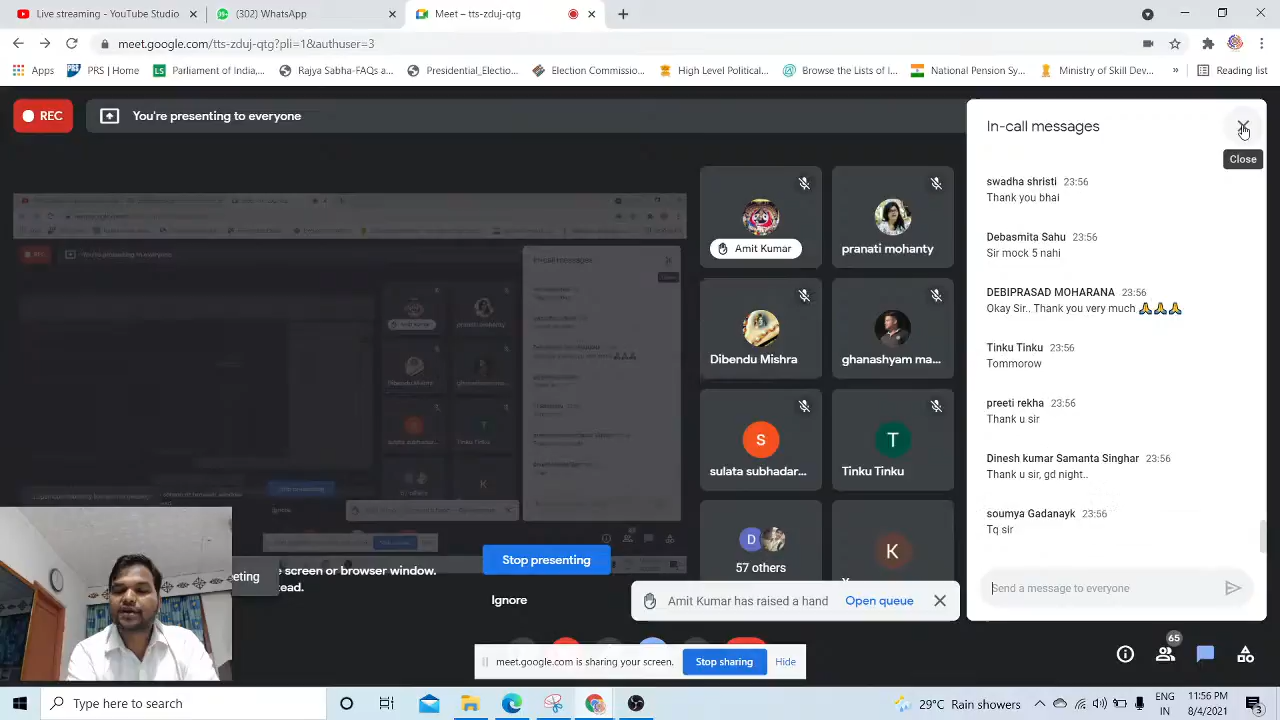 Live streaming - YouTube Studio
(302) WhatsApp
Meet – tts-zduj-qtg
meet.google.com/tts-zduj-qtg?pli=1&authuser=3
Apps
PRS | Home
Parliament of India,...
Rajya Sabha-FAQs a...
Presidential_Electio...
Election Commissio...
High Level Political...
Browse the Lists of I...
National Pension Sy...
Ministry of Skill Dev...
»
Reading list
REC
You're presenting to everyone
In-call messages
Close
swadha shristi 23:56
Thank you bhai
Debasmita Sahu 23:56
Sir mock 5 nahi
DEBIPRASAD MOHARANA 23:56
Okay Sir.. Thank you very much 🙏🙏🙏
Tinku Tinku 23:56
Tommorow
preeti rekha 23:56
Thank u sir
Dinesh kumar Samanta Singhar 23:56
Thank u sir, gd night..
soumya Gadanayk 23:56
Tq sir
Send a message to everyone
Amit Kumar
pranati mohanty
Dibendu Mishra
ghanashyam ma...
S
sulata subhadar...
T
Tinku Tinku
D
57 others
K
eting
e screen or browser window.
read.
Stop presenting
Ignore
Amit Kumar has raised a hand
Open queue
65
meet.google.com is sharing your screen.
Stop sharing
Hide
Type here to search
29°C Rain showers
ENG
IN
11:56 PM
8/4/2021
3